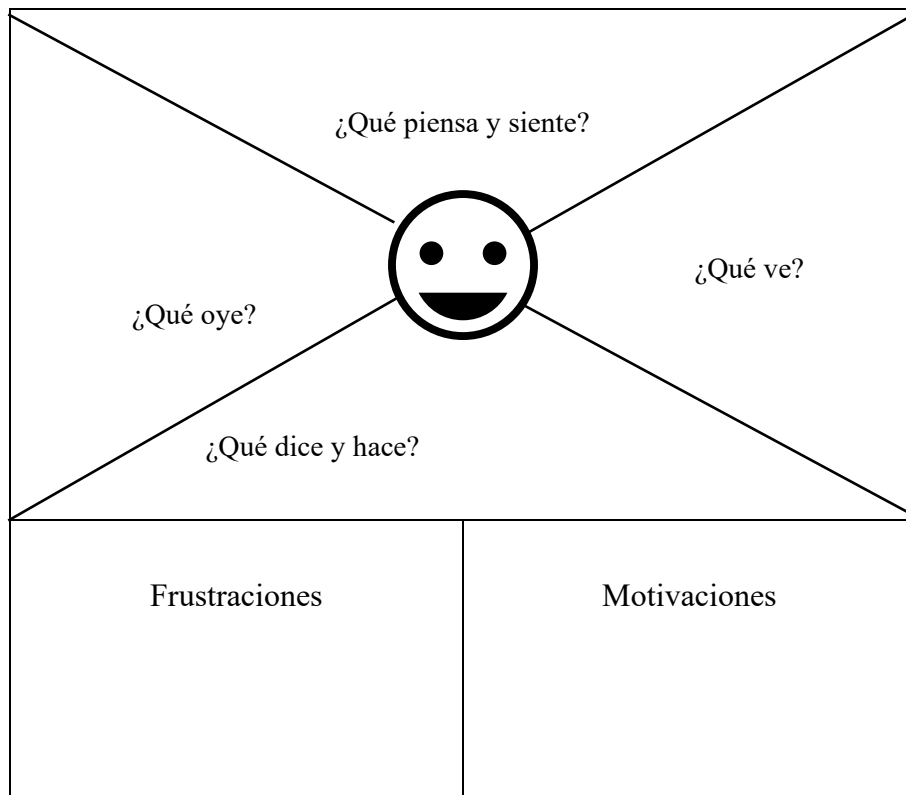 ¿Qué piensa y siente?
¿Qué ve?
¿Qué oye?
¿Qué dice y hace?
Frustraciones
Motivaciones